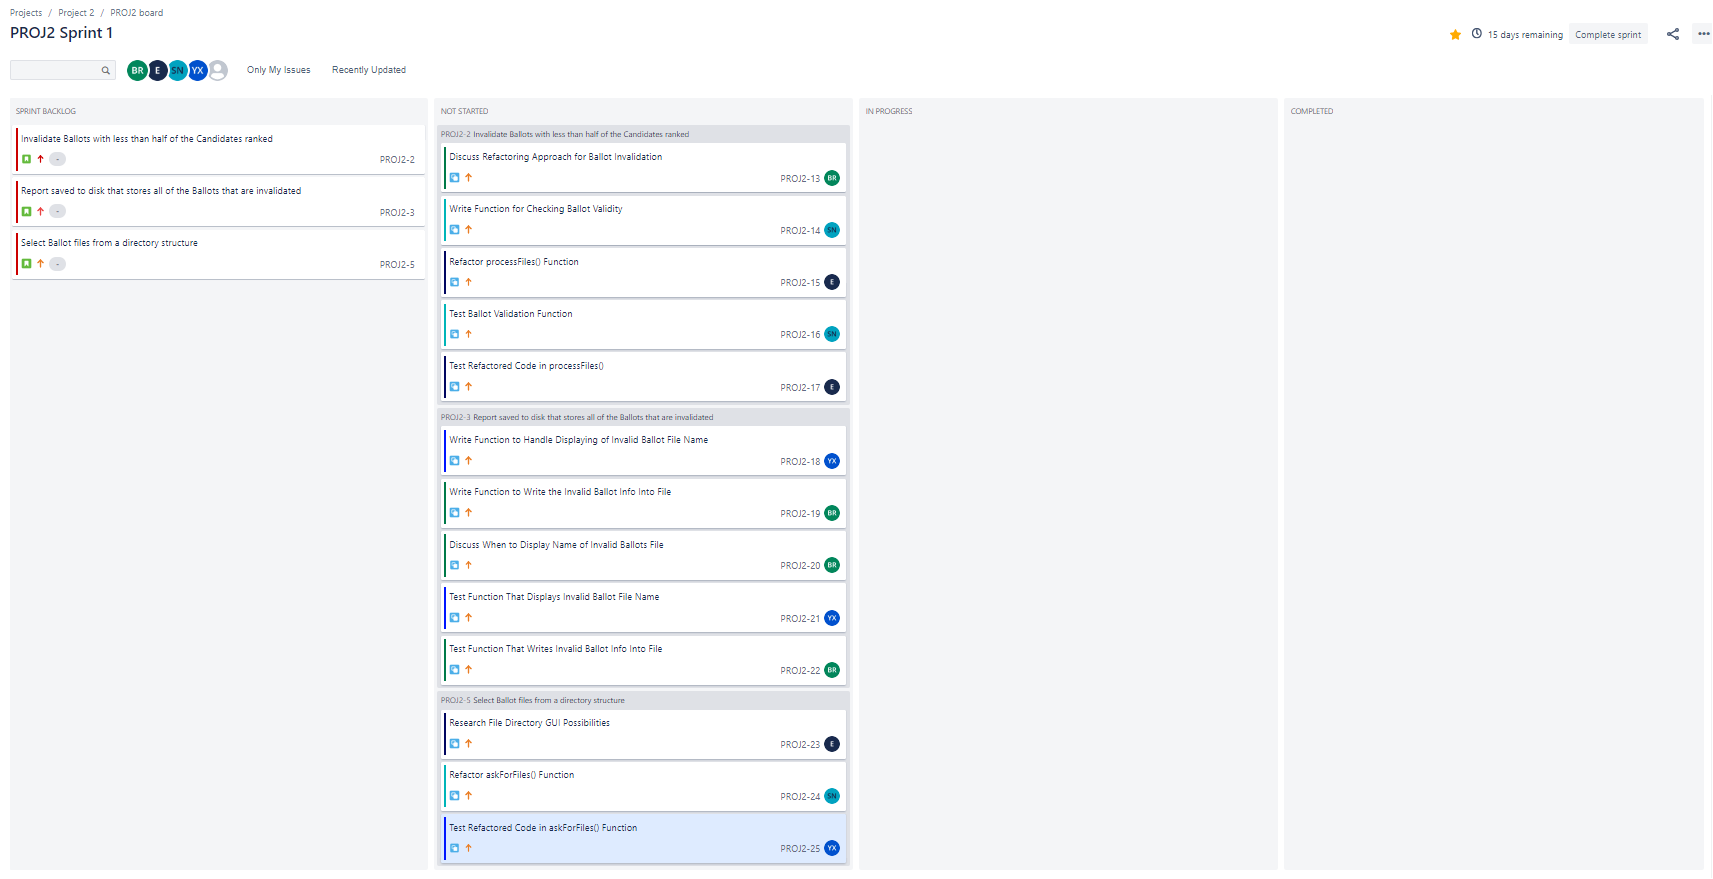 Projects / Project 2 / PROJ2 board
PROJ2 Sprint 1
15 days remaining
Complete sprint
BR E SN YX
Only My Issues
Recently Updated
SPRINT BACKLOG
Invalidate Ballots with less than half of the Candidates ranked
-
PROJ2-2
Report saved to disk that stores all of the Ballots that are invalidated
-
PROJ2-3
Select Ballot files from a directory structure
-
PROJ2-5
NOT STARTED
PROJ2-2 Invalidate Ballots with less than half of the Candidates ranked
Discuss Refactoring Approach for Ballot Invalidation
PROJ2-13 BR
Write Function for Checking Ballot Validity
PROJ2-14 SN
Refactor processFiles() Function
PROJ2-15 E
Test Ballot Validation Function
PROJ2-16 SN
Test Refactored Code in processFiles()
PROJ2-17 E
PROJ2-3 Report saved to disk that stores all of the Ballots that are invalidated
Write Function to Handle Displaying of Invalid Ballot File Name
PROJ2-18 YX
Write Function to Write the Invalid Ballot Info Into File
PROJ2-19 BR
Discuss When to Display Name of Invalid Ballots File
PROJ2-20 BR
Test Function That Displays Invalid Ballot File Name
PROJ2-21 YX
Test Function That Writes Invalid Ballot Info Into File
PROJ2-22 BR
PROJ2-5 Select Ballot files from a directory structure
Research File Directory GUI Possibilities
PROJ2-23 E
Refactor askForFiles() Function
PROJ2-24 SN
Test Refactored Code in askForFiles() Function
PROJ2-25 YX
IN PROGRESS
COMPLETED